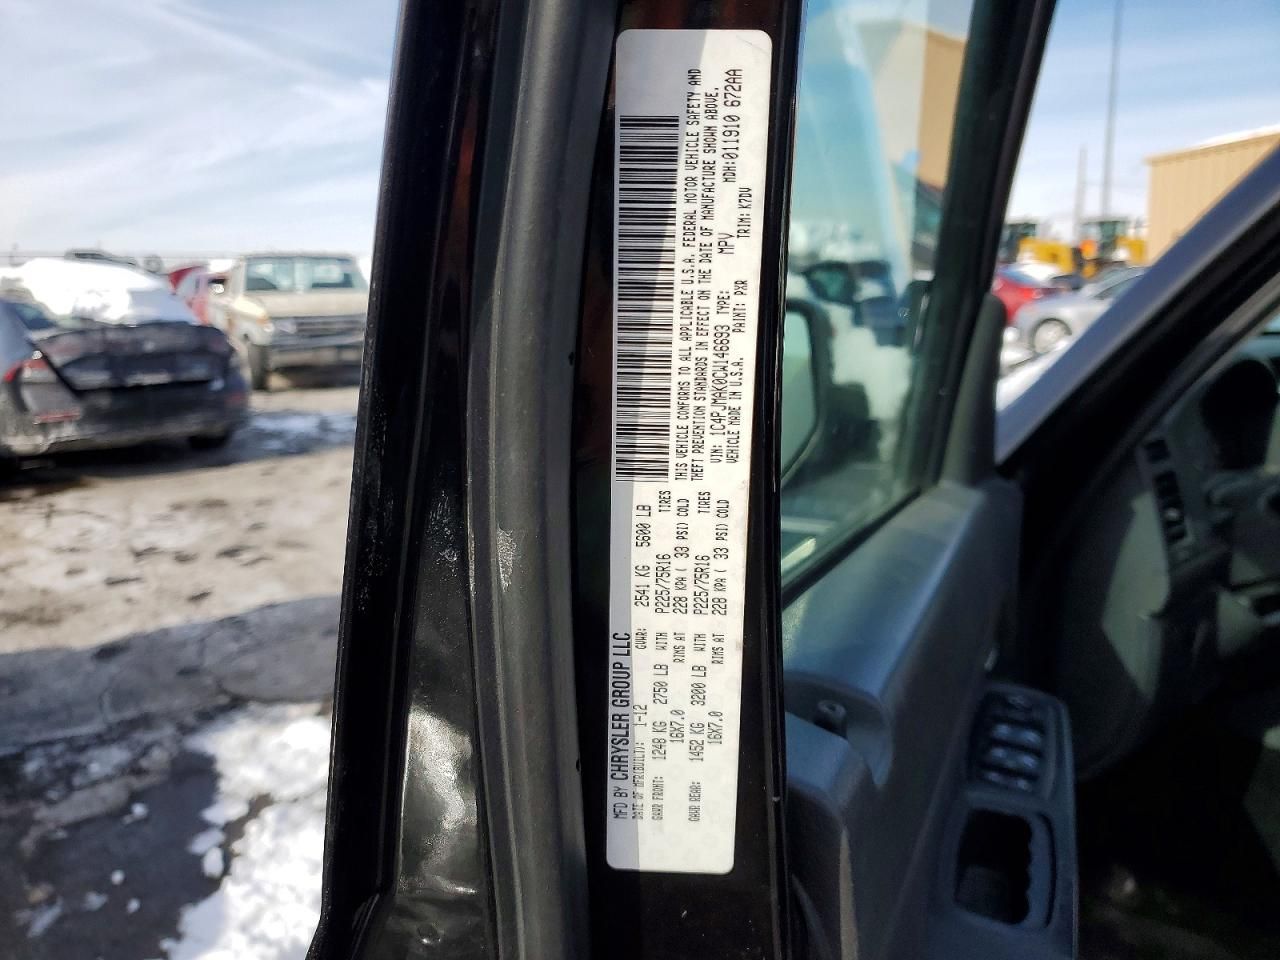 MFD BY CHRYSLER GROUP LLC
DATE OF MFR(BUILT): 1-12 GVWR: 2541 KG 5600 LB
GAWR FRONT: 1248 KG 2750 LB WITH P225/75R16 TIRES
16X7.0 RIMS AT 228 KPA ( 33 PSI) COLD
GAWR REAR: 1452 KG 3200 LB WITH P225/75R16 TIRES
16X7.0 RIMS AT 228 KPA ( 33 PSI) COLD
THIS VEHICLE CONFORMS TO ALL APPLICABLE U.S.A. FEDERAL MOTOR VEHICLE SAFETY AND
THEFT PREVENTION STANDARDS IN EFFECT ON THE DATE OF MANUFACTURE SHOWN ABOVE.
VIN: 1C4PJMAK0CW146693 TYPE: MPV MDH:011910 672AA
VEHICLE MADE IN U.S.A. PAINT: PXR TRIM: K7DV